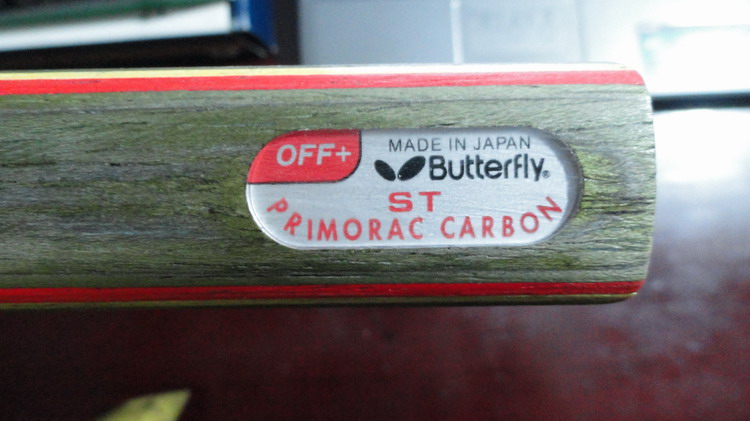 OFF+
MADE IN JAPAN
Butterfly®
ST
PRIMORAC CARBON